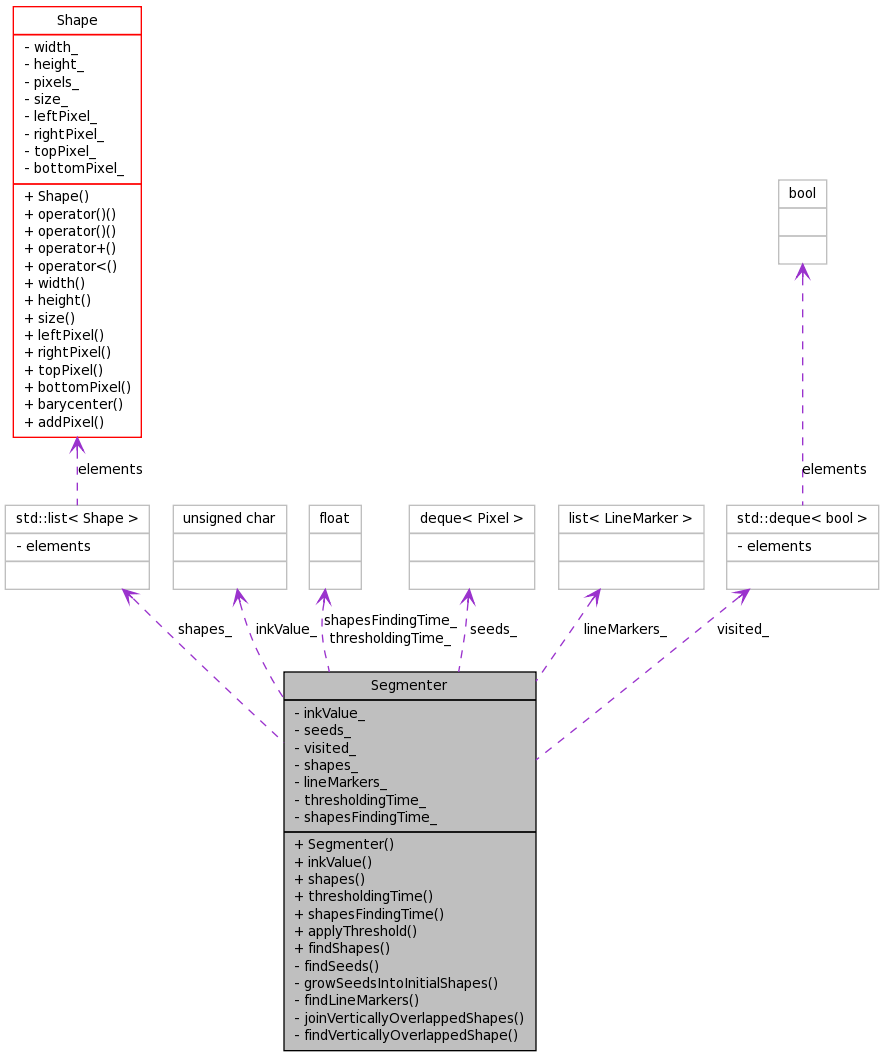 Shape
- width_
- height_
- pixels_
- size_
- leftPixel_
- rightPixel_
- topPixel_
- bottomPixel_
+ Shape()
+ operator()()
+ operator()()
+ operator+()
+ operator<()
+ width()
+ height()
+ size()
+ leftPixel()
+ rightPixel()
+ topPixel()
+ bottomPixel()
+ barycenter()
+ addPixel()
bool
elements
elements
std::list< Shape >
- elements
unsigned char
float
deque< Pixel >
list< LineMarker >
std::deque< bool >
- elements
shapes_
inkValue_
shapesFindingTime_
thresholdingTime_
seeds_
lineMarkers_
visited_
Segmenter
- inkValue_
- seeds_
- visited_
- shapes_
- lineMarkers_
- thresholdingTime_
- shapesFindingTime_
+ Segmenter()
+ inkValue()
+ shapes()
+ thresholdingTime()
+ shapesFindingTime()
+ applyThreshold()
+ findShapes()
- findSeeds()
- growSeedsIntoInitialShapes()
- findLineMarkers()
- joinVerticallyOverlappedShapes()
- findVerticallyOverlappedShape()